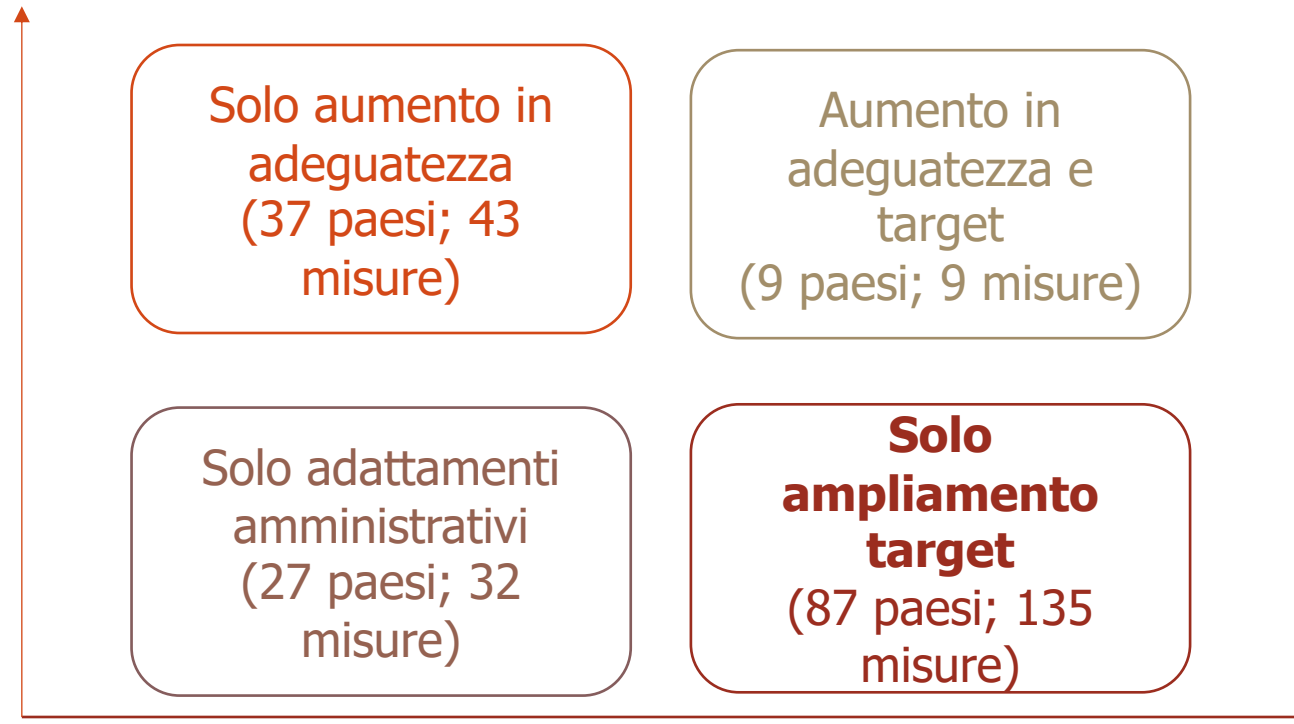 Solo aumento in
adeguatezza
(37 paesi; 43
misure)
Aumento in
adeguatezza e
target
(9 paesi; 9 misure)
Solo adattamenti
amministrativi
(27 paesi; 32
misure)
Solo
ampliamento
target
(87 paesi; 135
misure)